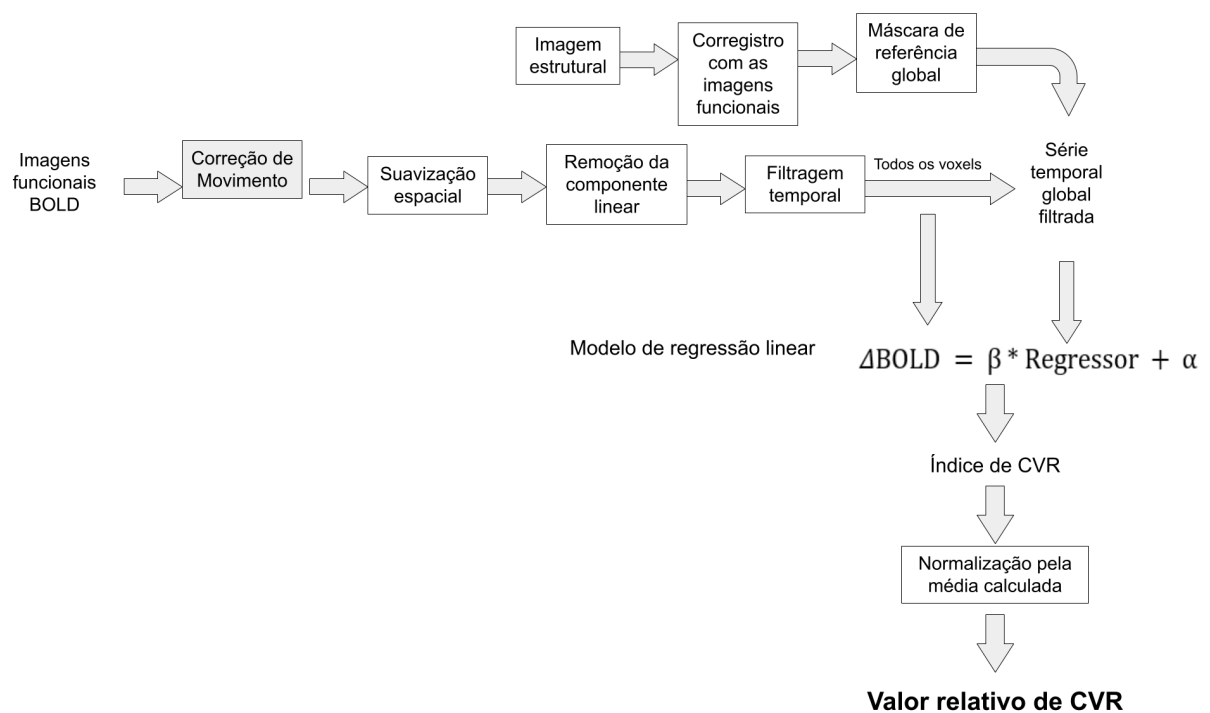 Imagem
estrutural
Corregistro
com as
imagens
funcionais
Máscara de
referência
global
Imagens
funcionais
BOLD
Correção de
Movimento
Suavização
espacial
Remoção da
componente
linear
Filtragem
temporal
Todos os voxels
Série
temporal
global
filtrada
Modelo de regressão linear
ΔBOLD = β * Regressor + α
Índice de CVR
Normalização pela
média calculada
Valor relativo de CVR